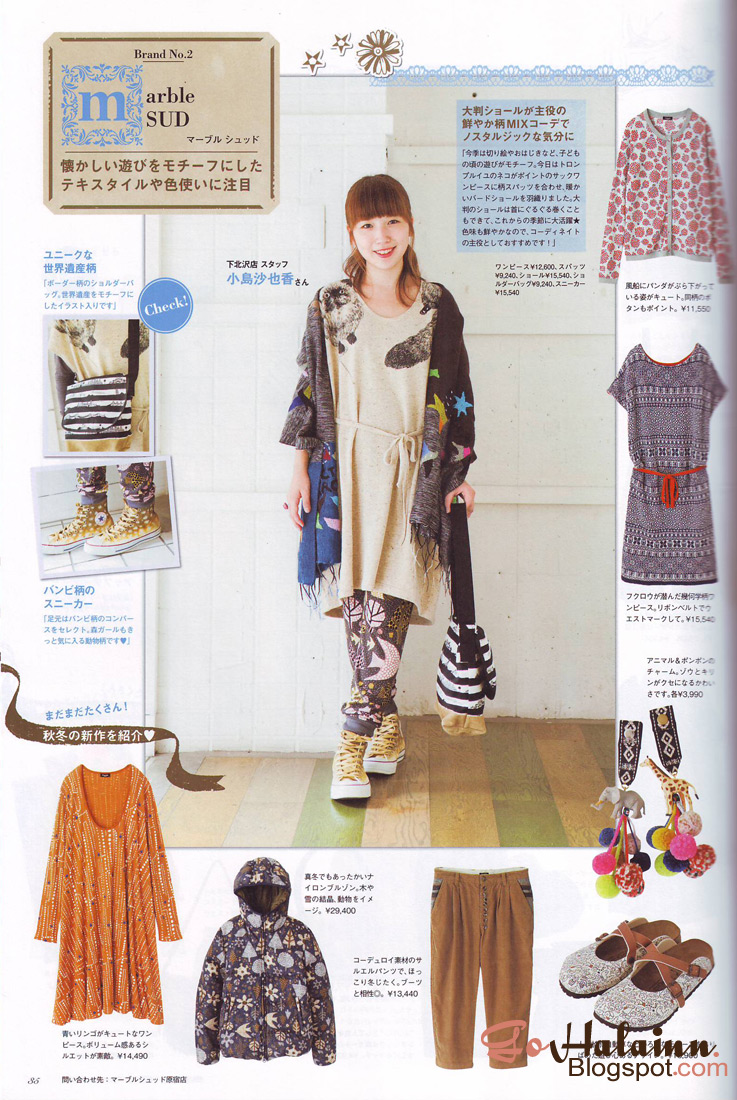 Brand No.2
marble
SUD
マーブル シュッド
懐かしい遊びをモチーフにした
テキスタイルや色使いに注目
大判ショールが主役の
鮮やか柄MIXコーデで
ノスタルジックな気分に
「今季は切り絵やおはじきなど、子ども
の頃の遊びがモチーフ。今日はトロン
プルイユのネコがポイントのサックワ
ンピースに柄スパッツを合わせ、暖か
いバードショールを羽織りました。大
判のショールは首にぐるぐる巻くことも
できて、これからの季節に大活躍★
色味も鮮やかなので、コーディネイト
の主役としておすすめです!」
ワンピース¥12,600、スパッツ
¥9,240、ショール¥15,540、ショ
ルダーバッグ¥9,240、スニーカー
¥15,540
下北沢店 スタッフ
小島沙也香さん
ユニークな
世界遺産柄
「ボーダー柄のショルダーバ
ッグ。世界遺産をモチーフに
したイラスト入りです」
Check!
バンビ柄の
スニーカー
「足元はバンビ柄のコンバー
スをセレクト。森ガールもき
っと気に入る動物柄です♥」
風船にパンダがぶら下がって
いる姿がキュート。同柄のボ
タンもポイント。¥11,550
フクロウが潜んだ幾何学柄ワ
ンピース。リボンベルトでウ
エストマークして。¥15,540
アニマル&ポンポンの
チャーム。ゾウとキリ
ンがクセになるかわい
さです。各¥3,990
まだまだたくさん!
秋冬の新作を紹介♥
真冬でもあったかいナ
イロンブルゾン。木や
雪の結晶、動物をイメ
ージ。¥29,400
コーデュロイ素材のサ
ルエルパンツで、ほっ
こり冬じたく。ブーツ
と相性◎。¥13,440
青いリンゴがキュートなワン
ピース。ボリューム感あるシ
ルエットが素敵。¥14,490
35
問い合わせ先:マーブルシュッド原宿店
Blogspot.com